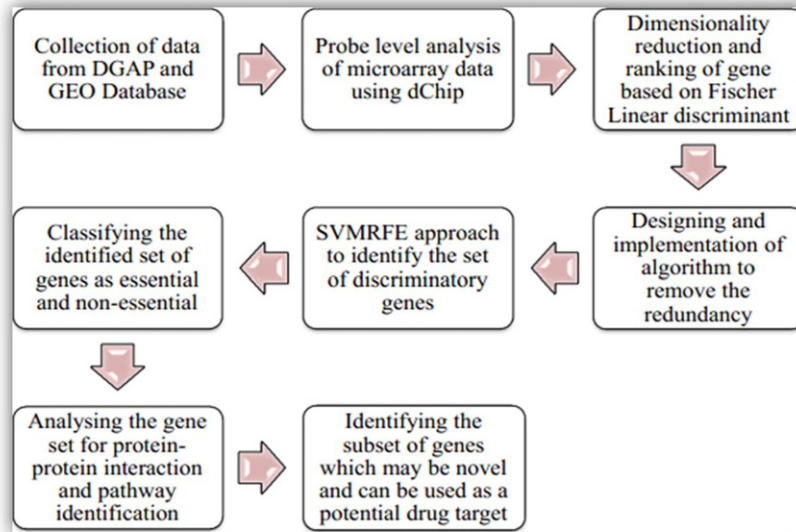 Collection of data
from DGAP and
GEO Database
Probe level analysis
of microarray data
using dChip
Dimensionality
reduction and
ranking of gene
based on Fischer
Linear discriminant
Designing and
implementation of
algorithm to
remove the
redundancy
SVMRFE approach
to identify the set
of discriminatory
genes
Classifying the
identified set of
genes as essential
and non-essential
Analysing the gene
set for protein-
protein interaction
and pathway
identification
Identifying the
subset of genes
which may be novel
and can be used as a
potential drug target